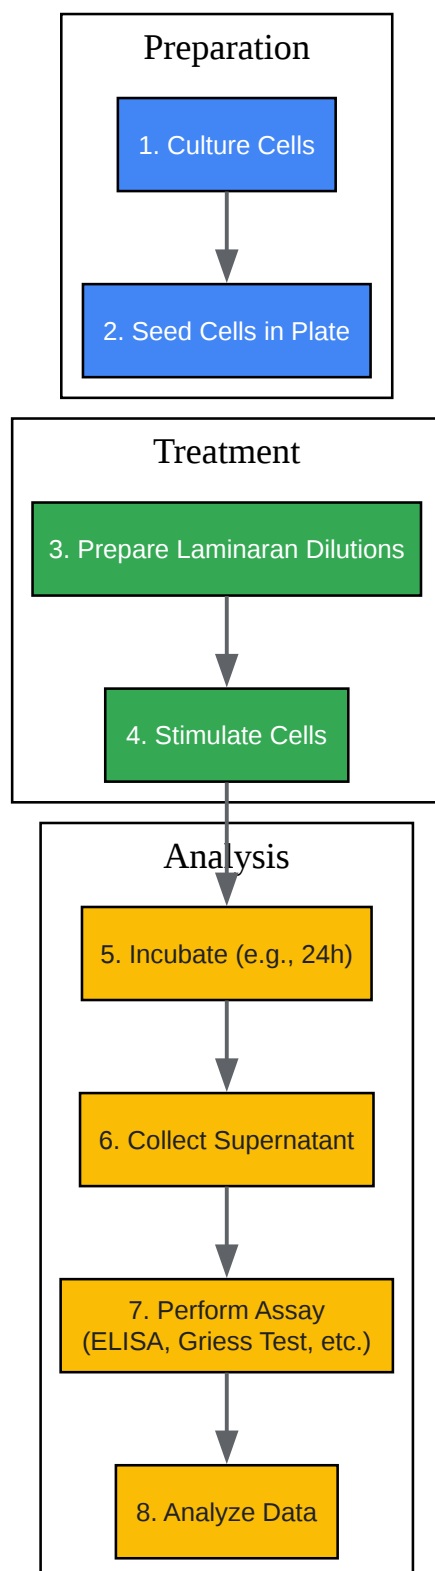 Preparation
1. Culture Cells
2. Seed Cells in Plate
Treatment
3. Prepare Laminaran Dilutions
4. Stimulate Cells
Analysis
5. Incubate (e.g., 24h)
6. Collect Supernatant
7. Perform Assay
(ELISA, Griess Test, etc.)
8. Analyze Data